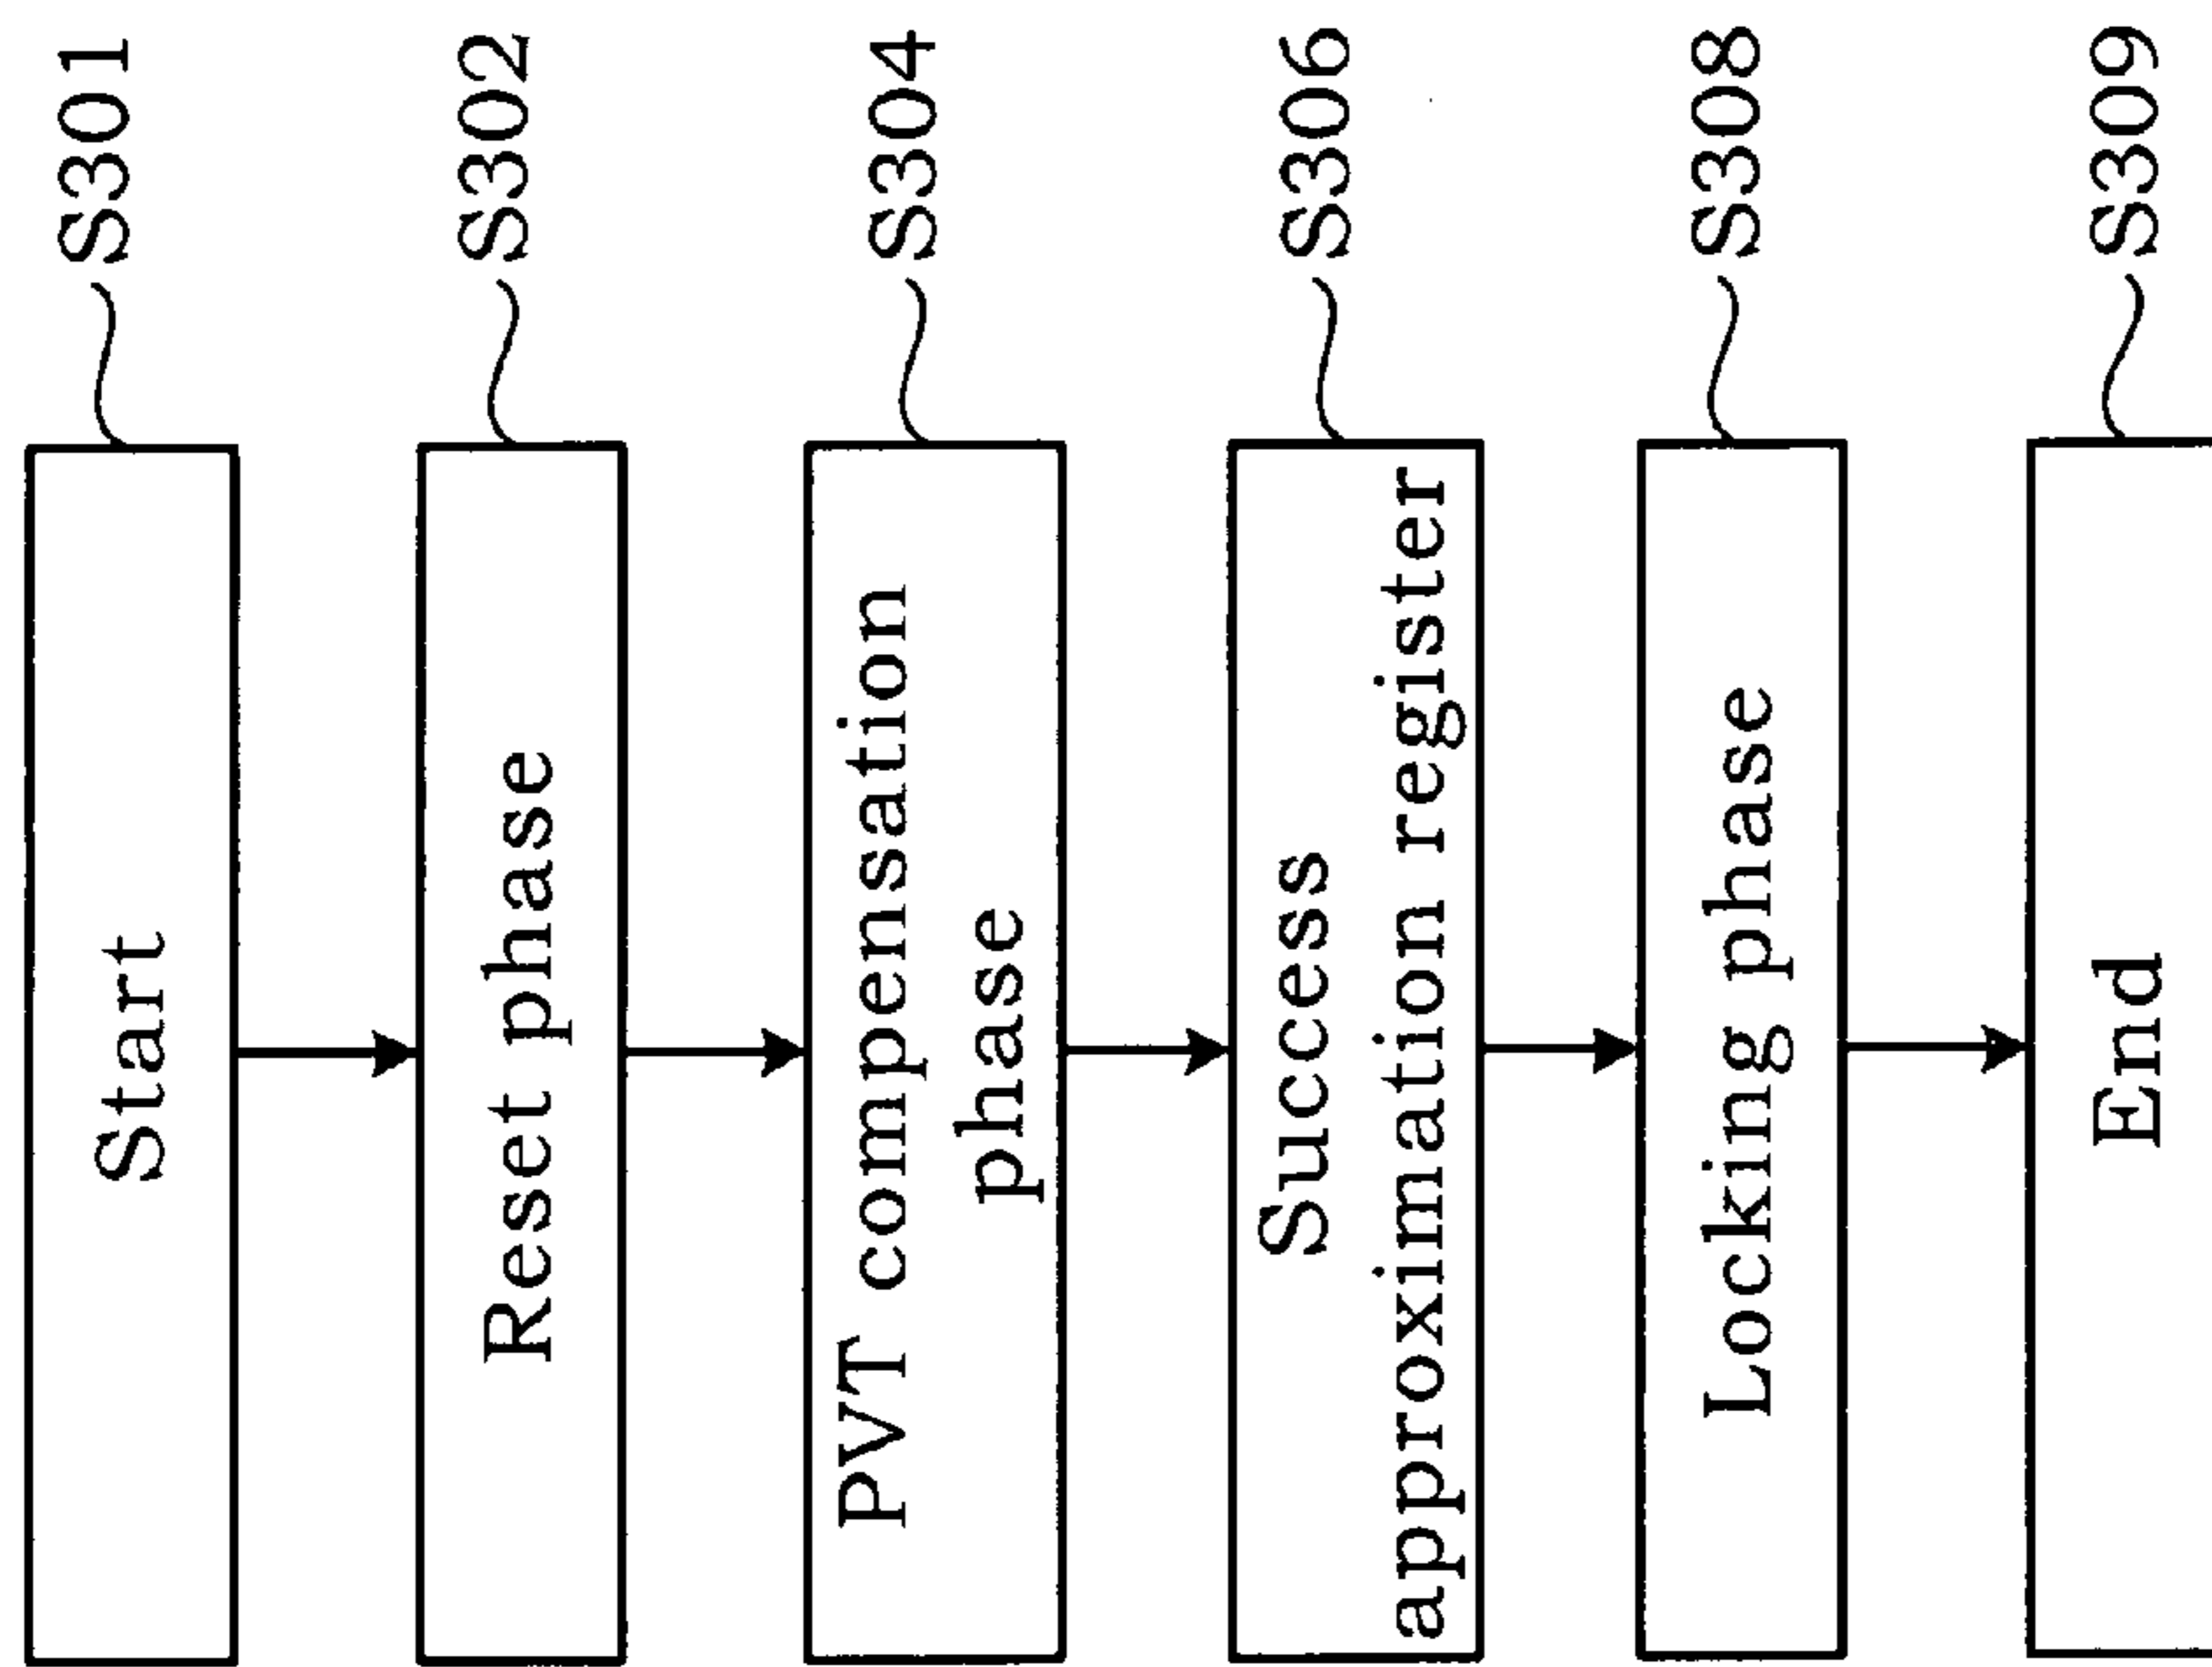 Start
S301
Reset phase
S302
PVT compensation
phase
S304
Success
approximation register
S306
Locking phase
S308
End
S309